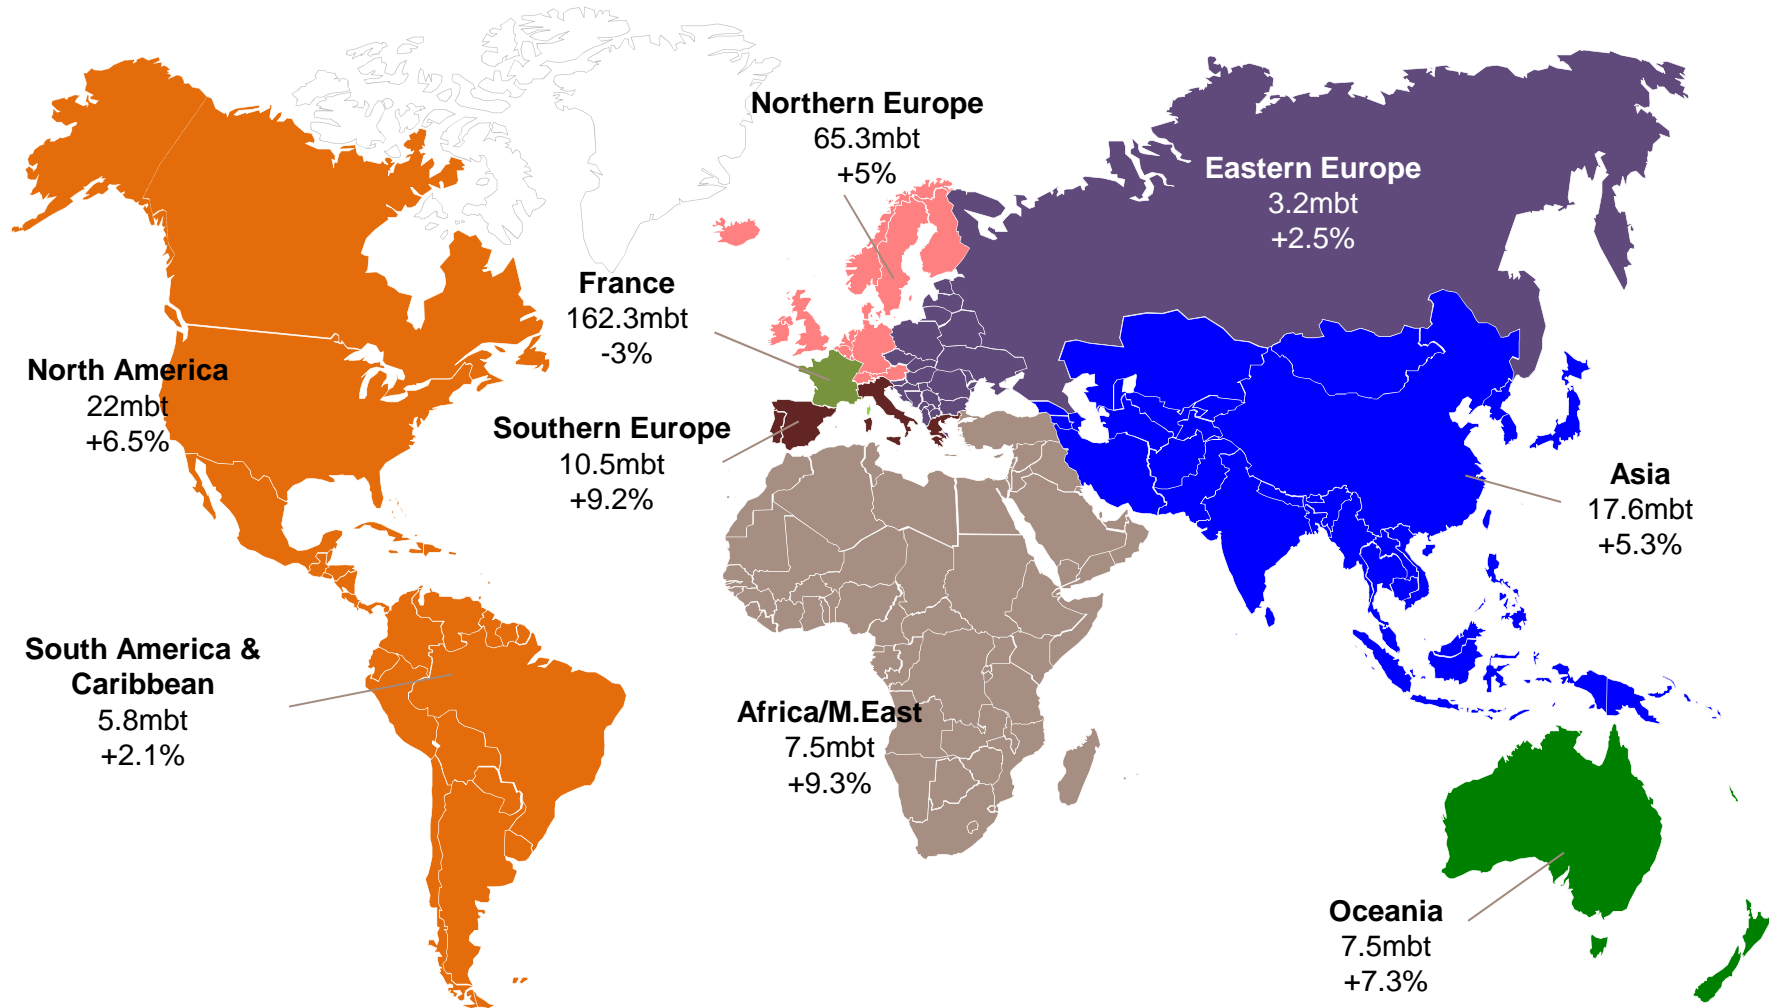 Northern Europe
65.3mbt
+5%
Eastern Europe
3.2mbt
+2.5%
France
162.3mbt
-3%
North America
22mbt
+6.5%
Southern Europe
10.5mbt
+9.2%
Asia
17.6mbt
+5.3%
South America &
Caribbean
5.8mbt
+2.1%
Africa/M.East
7.5mbt
+9.3%
Oceania
7.5mbt
+7.3%